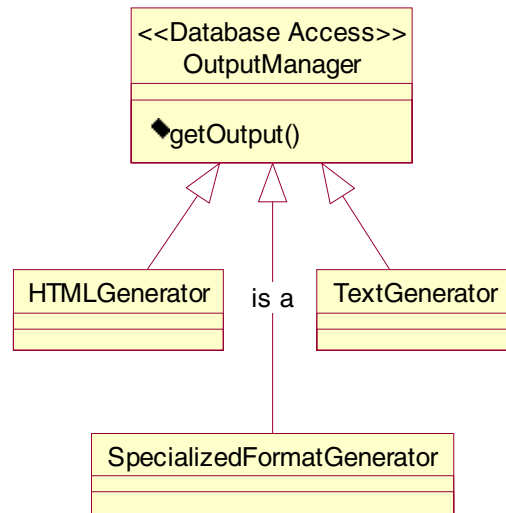 <<Database Access>>
OutputManager
getOutput()
HTMLGenerator
is a
TextGenerator
SpecializedFormatGenerator